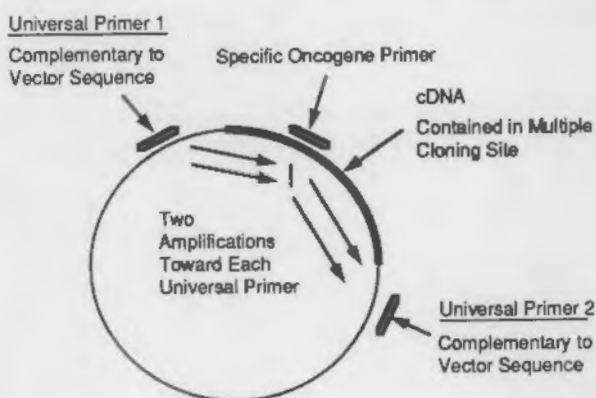 Universal Primer 1
Complementary to
Vector Sequence
Specific Oncogene Primer
cDNA
Contained in Multiple
Cloning Site
Two
Amplifications
Toward Each
Universal Primer
Universal Primer 2
Complementary to
Vector Sequence